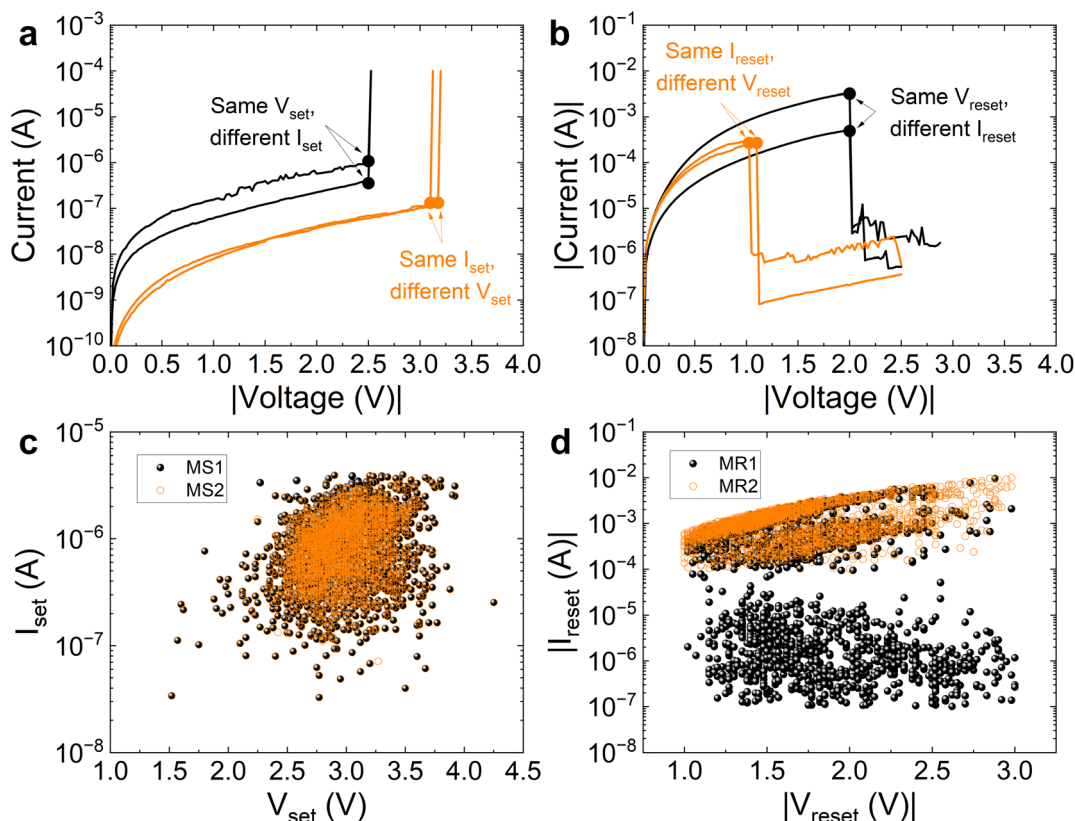 a
10⁻³
10⁻⁴
10⁻⁵
10⁻⁶
10⁻⁷
10⁻⁸
10⁻⁹
10⁻¹⁰
Current (A)
Same V_set,
different I_set
Same I_set,
different V_set
0.0 0.5 1.0 1.5 2.0 2.5 3.0 3.5 4.0
|Voltage (V)|
b
10⁻¹
10⁻²
10⁻³
10⁻⁴
10⁻⁵
10⁻⁶
10⁻⁷
10⁻⁸
|Current (A)|
Same I_reset,
different V_reset
Same V_reset,
different I_reset
0.0 0.5 1.0 1.5 2.0 2.5 3.0 3.5 4.0
|Voltage (V)|
c
10⁻⁵
10⁻⁶
10⁻⁷
10⁻⁸
I_set (A)
MS1
MS2
1.0 1.5 2.0 2.5 3.0 3.5 4.0 4.5
V_set (V)
d
10⁻¹
10⁻²
10⁻³
10⁻⁴
10⁻⁵
10⁻⁶
10⁻⁷
10⁻⁸
|I_reset (A)|
MR1
MR2
1.0 1.5 2.0 2.5 3.0
|V_reset (V)|